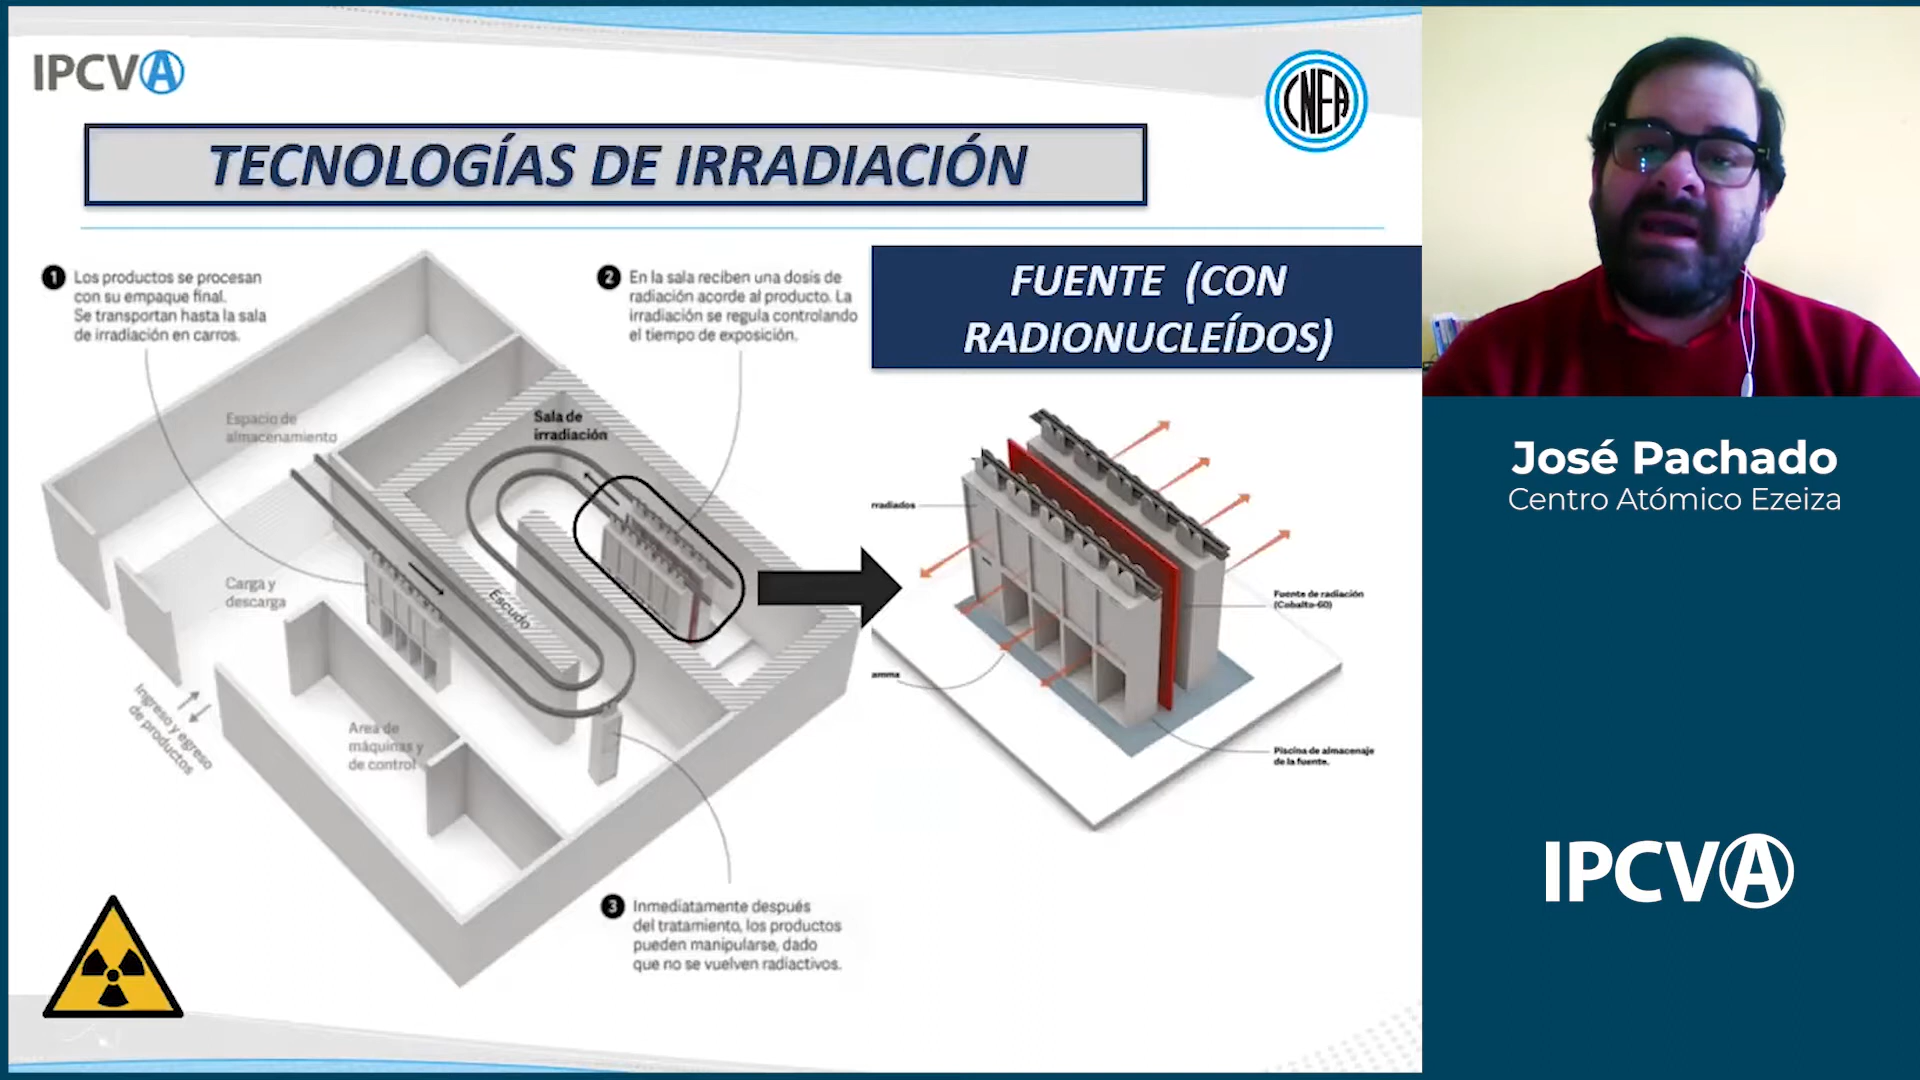 IPCVA
CNEA
TECNOLOGÍAS DE IRRADIACIÓN
1 Los productos se procesan
con su empaque final.
Se transportan hasta la sala
de irradiación en carros.
2 En la sala reciben una dosis de
radiación acorde al producto. La
irradiación se regula controlando
el tiempo de exposición.
FUENTE (CON
RADIONUCLEÍDOS)
Espacio de
almacenamiento
Sala de
irradiación
Carga y
descarga
Escudo
Ingreso y egreso
de productos
Area de
máquinas y
de control
rradiados
Fuente de radiación
(Cobalto-60)
amma
Piscina de almacenaje
de la fuente.
3 Inmediatamente después
del tratamiento, los productos
pueden manipularse, dado
que no se vuelven radiactivos.
José Pachado
Centro Atómico Ezeiza
IPCVA